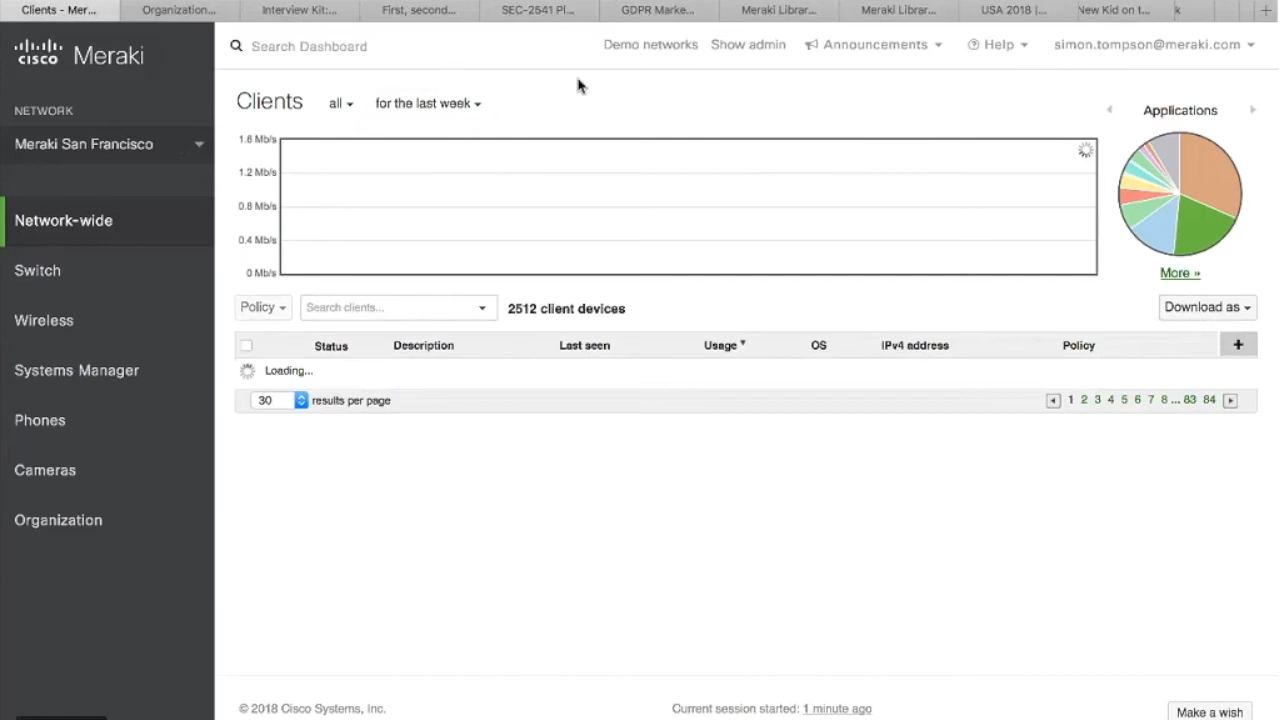 Clients - Mer...
Organization...
Interview Kit:...
First, second...
SEC-2541 Pl...
GDPR Marke...
Meraki Librar...
Meraki Librar...
USA 2018 |...
New Kid on t...
k
+
cisco Meraki
Search Dashboard
Demo networks
Show admin
Announcements
Help
simon.tompson@meraki.com
NETWORK
Meraki San Francisco
Network-wide
Switch
Wireless
Systems Manager
Phones
Cameras
Organization
Clients all for the last week
Applications
1.6 Mb/s
1.2 Mb/s
0.8 Mb/s
0.4 Mb/s
0 Mb/s
More »
Policy
Search clients...
2512 client devices
Download as
Status Description Last seen Usage OS IPv4 address Policy +
Loading...
30 results per page
1 2 3 4 5 6 7 8 ... 83 84
© 2018 Cisco Systems, Inc.
Current session started: 1 minute ago
Make a wish